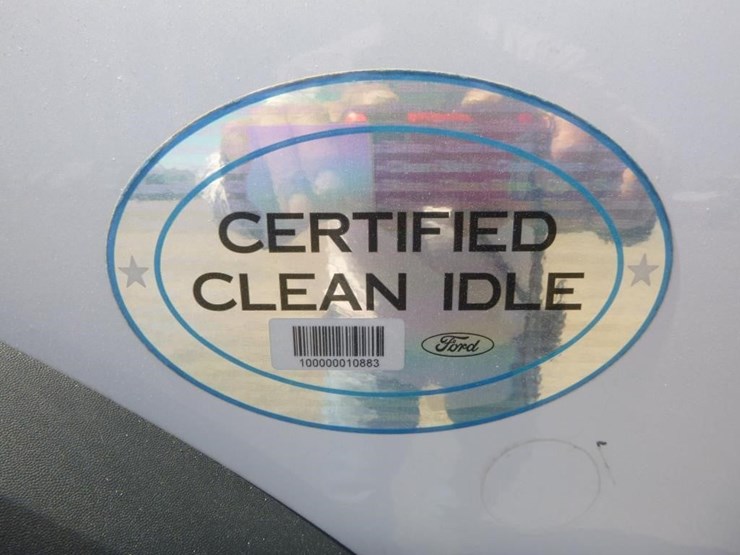 CERTIFIED
CLEAN IDLE
100000010883
Ford